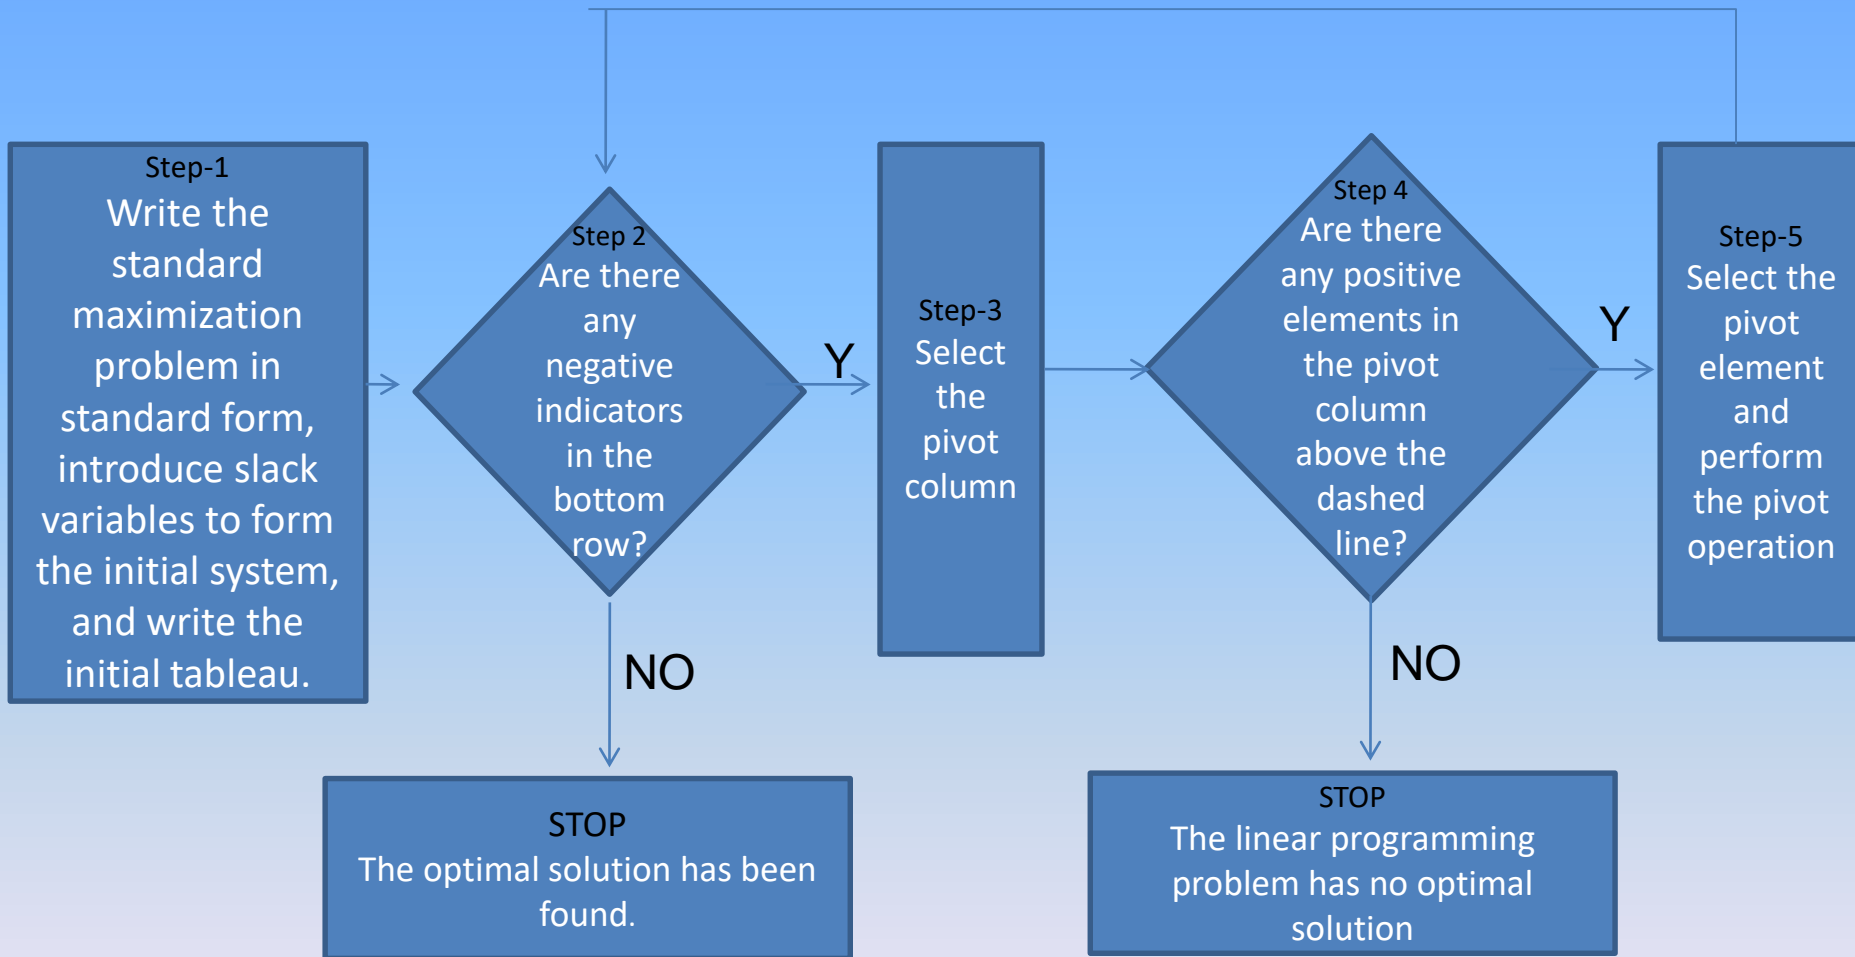 Step-1
Write the
standard
maximization
problem in
standard form,
introduce slack
variables to form
the initial system,
and write the
initial tableau.
Step 2
Are there
any
negative
indicators
in the
bottom
row?
Y
NO
STOP
The optimal solution has been
found.
Step-3
Select
the
pivot
column
Step 4
Are there
any positive
elements in
the pivot
column
above the
dashed
line?
Y
NO
STOP
The linear programming
problem has no optimal
solution
Step-5
Select the
pivot
element
and
perform
the pivot
operation